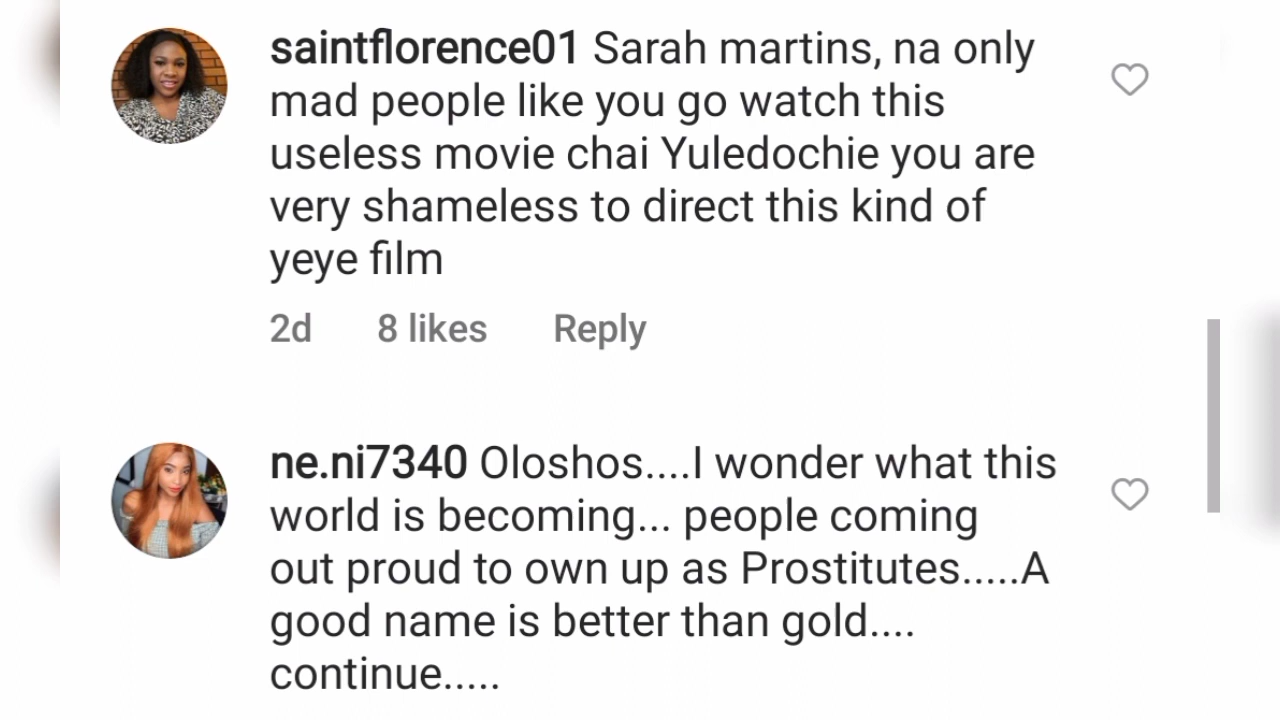 saintflorence01 Sarah martins, na only
mad people like you go watch this
useless movie chai Yuledochie you are
very shameless to direct this kind of
yeye film
2d 8 likes Reply
ne.ni7340 Oloshos....I wonder what this
world is becoming... people coming
out proud to own up as Prostitutes.....A
good name is better than gold....
continue.....